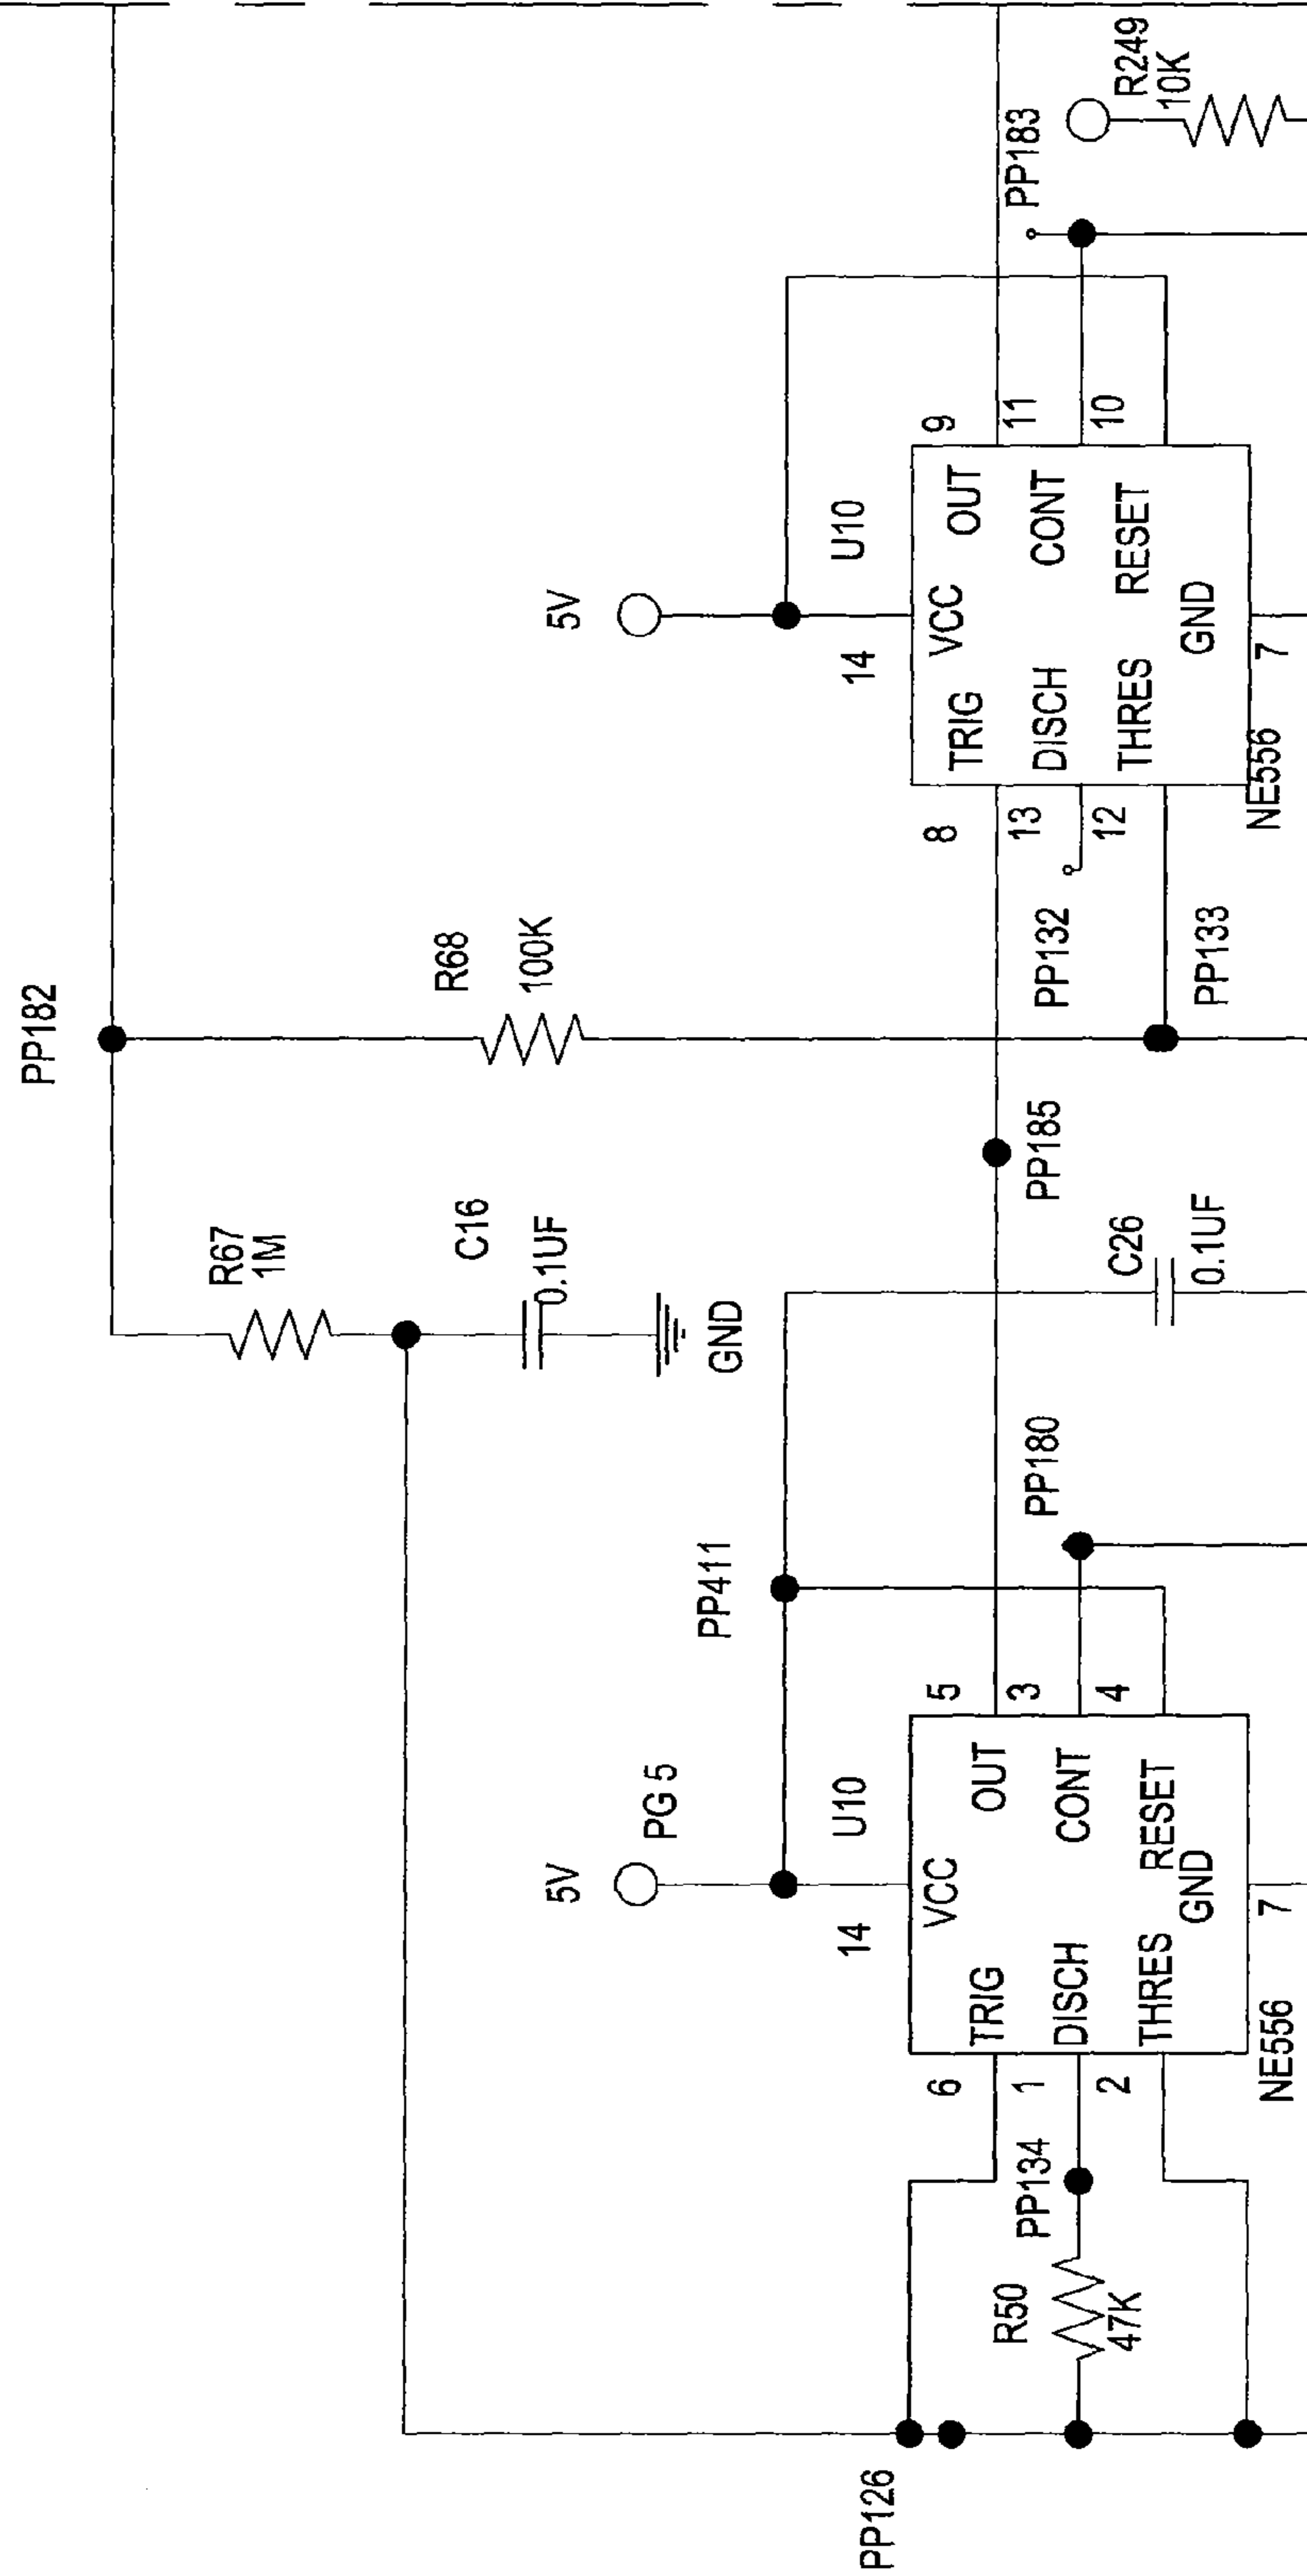 PP182
R67
1M
C16
0.1UF
GND
R68
100K
5V
PG 5
PP411
5V
PP126
PP134
R50
47K
6
1
2
14
U10
VCC
TRIG
OUT
DISCH
CONT
THRES
RESET
GND
7
NE556
5
3
4
PP180
C26
0.1UF
PP185
PP132
PP133
8
13
12
14
U10
VCC
TRIG
OUT
DISCH
CONT
THRES
RESET
GND
7
NE556
9
11
10
PP183
R249
10K